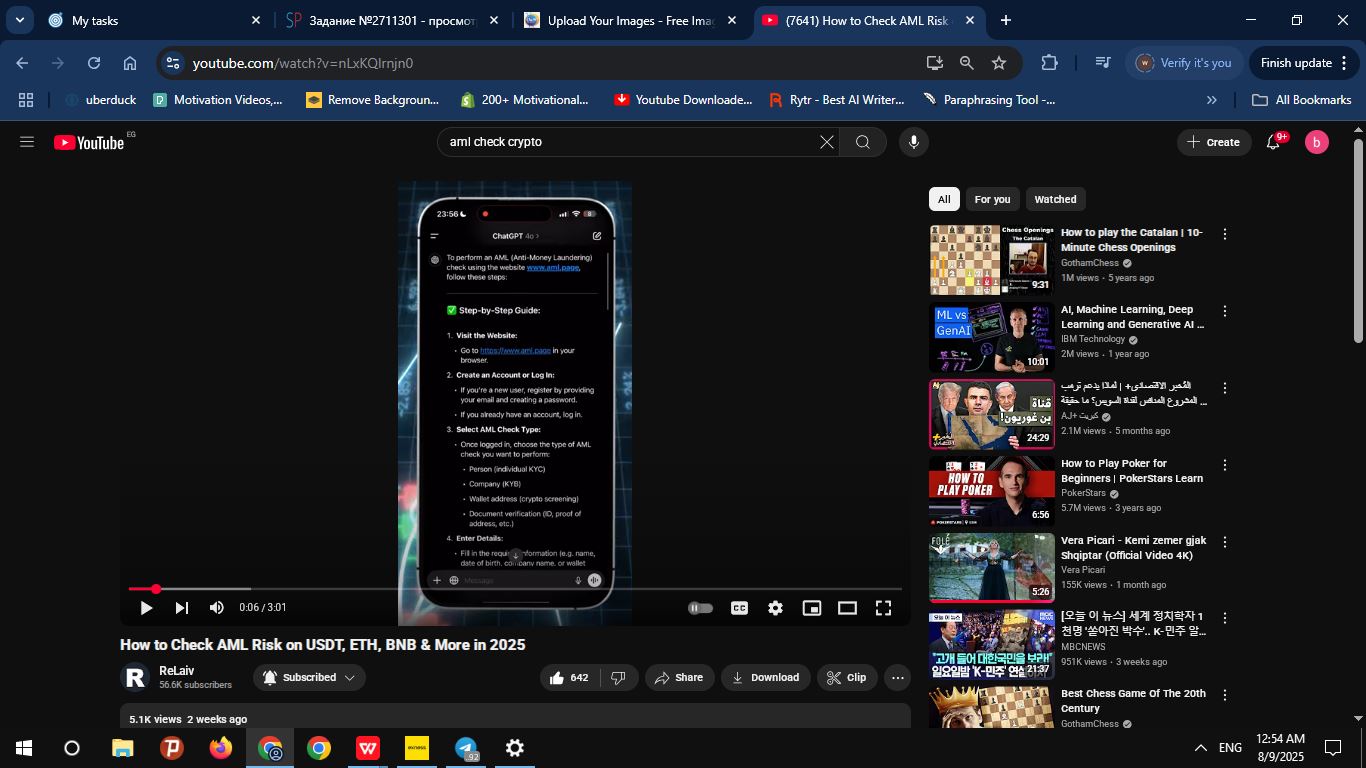 My tasks
Задание №2711301 - просмот
Upload Your Images - Free Imag
(7641) How to Check AML Risk
youtube.com/watch?v=nLxKQIrnjn0
Verify it's you
Finish update
uberduck
Motivation Videos,...
Remove Backgroun...
200+ Motivational...
Youtube Downloade...
Rytr - Best AI Writer...
Paraphrasing Tool -...
All Bookmarks
YouTube EG
aml check crypto
Create
9+
b
23:56
ChatGPT 4o >
To perform an AML (Anti-Money Laundering)
check using the website www.aml.page,
follow these steps:
Step-by-Step Guide:
1. Visit the Website:
Go to https://www.aml.page in your
browser.
2. Create an Account or Log In:
If you're a new user, register by providing
your email and creating a password.
If you already have an account, log in.
3. Select AML Check Type:
Once logged in, choose the type of AML
check you want to perform:
Person (individual KYC)
Company (KYB)
Wallet address (crypto screening)
Document verification (ID, proof of
address, etc.)
4. Enter Details:
Fill in the required information (e.g. name,
date of birth, company name, or wallet
Message
0:06 / 3:01
CC
How to Check AML Risk on USDT, ETH, BNB & More in 2025
R
ReLaiv
56.6K subscribers
Subscribed
642
Share
Download
Clip
5.1K views 2 weeks ago
All
For you
Watched
Chess Openings
The Catalan
9:31
How to play the Catalan | 10-
Minute Chess Openings
GothamChess
1M views · 5 years ago
ML vs
GenAI
10:01
AI, Machine Learning, Deep
Learning and Generative AI ...
IBM Technology
2M views · 1 year ago
قناة
بن غوريون!
24:29
المُخبر الاقتصادي+ | لماذا يدعم ترمب
المشروع المنافس لقناة السويس؟ ما حقيقة ...
AJ+ كبريت
2.1M views · 5 months ago
HOW TO
PLAY POKER
6:56
How to Play Poker for
Beginners | PokerStars Learn
PokerStars
5.7M views · 3 years ago
FOLÉ
5:26
Vera Picari - Kemi zemer gjak
Shqiptar (Official Video 4K)
Vera Picari
155K views · 1 month ago
오늘 이 뉴스
MBC NEWS
"고개 들어 대한국민을 보라!"
일요일밤 'K-민주' 연설
21:37
[오늘 이 뉴스] 세계 정치학자 1
천명 '쏟아진 박수'.. K-민주 알...
MBCNEWS
951K views · 3 weeks ago
Best Chess Game Of The 20th
Century
GothamChess
exness
92
ENG
12:54 AM
8/9/2025